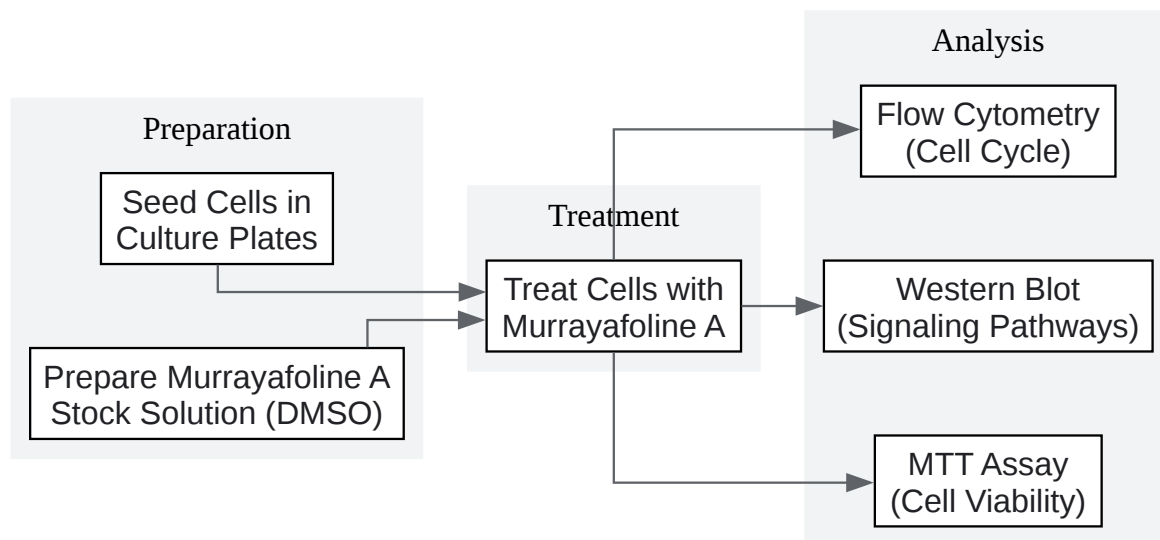 Preparation
Seed Cells in
Culture Plates
Prepare Murrayafoline A
Stock Solution (DMSO)
Treatment
Treat Cells with
Murrayafoline A
Analysis
Flow Cytometry
(Cell Cycle)
Western Blot
(Signaling Pathways)
MTT Assay
(Cell Viability)